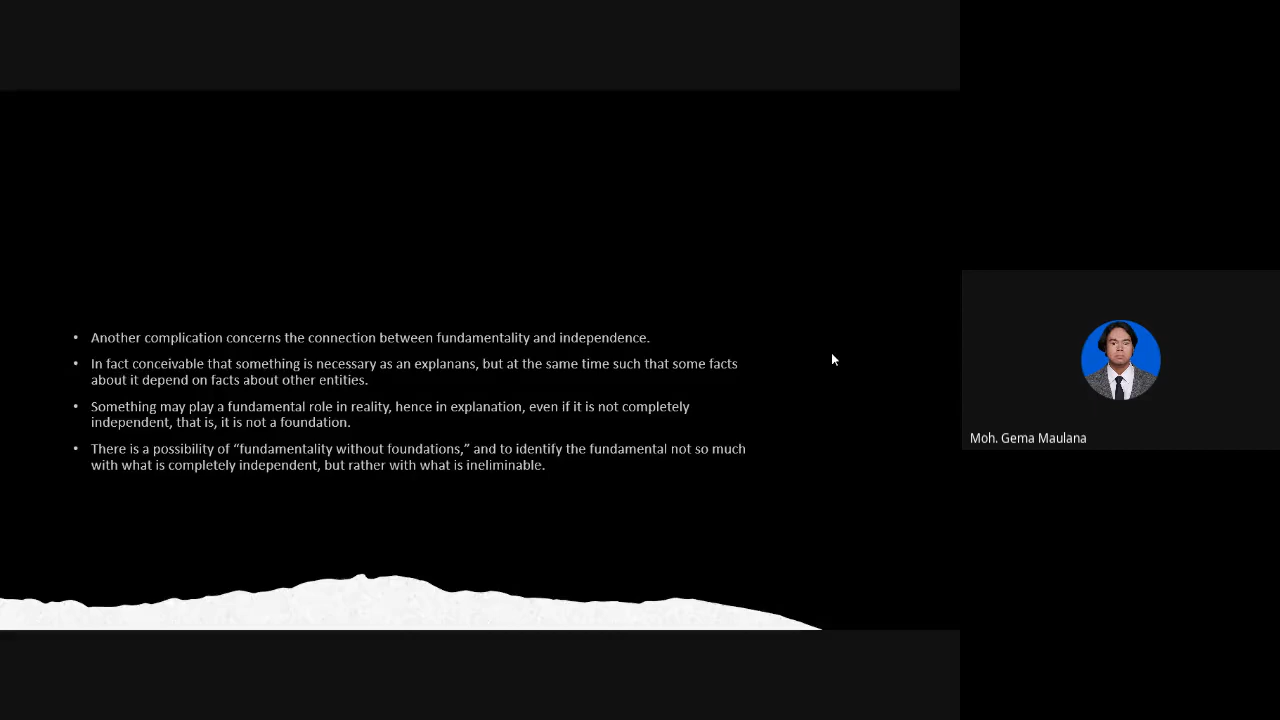 • Another complication concerns the connection between fundamentality and independence.
• In fact conceivable that something is necessary as an explanans, but at the same time such that some facts
about it depend on facts about other entities.
• Something may play a fundamental role in reality, hence in explanation, even if it is not completely
independent, that is, it is not a foundation.
• There is a possibility of “fundamentality without foundations,” and to identify the fundamental not so much
with what is completely independent, but rather with what is ineliminable.
Moh. Gema Maulana